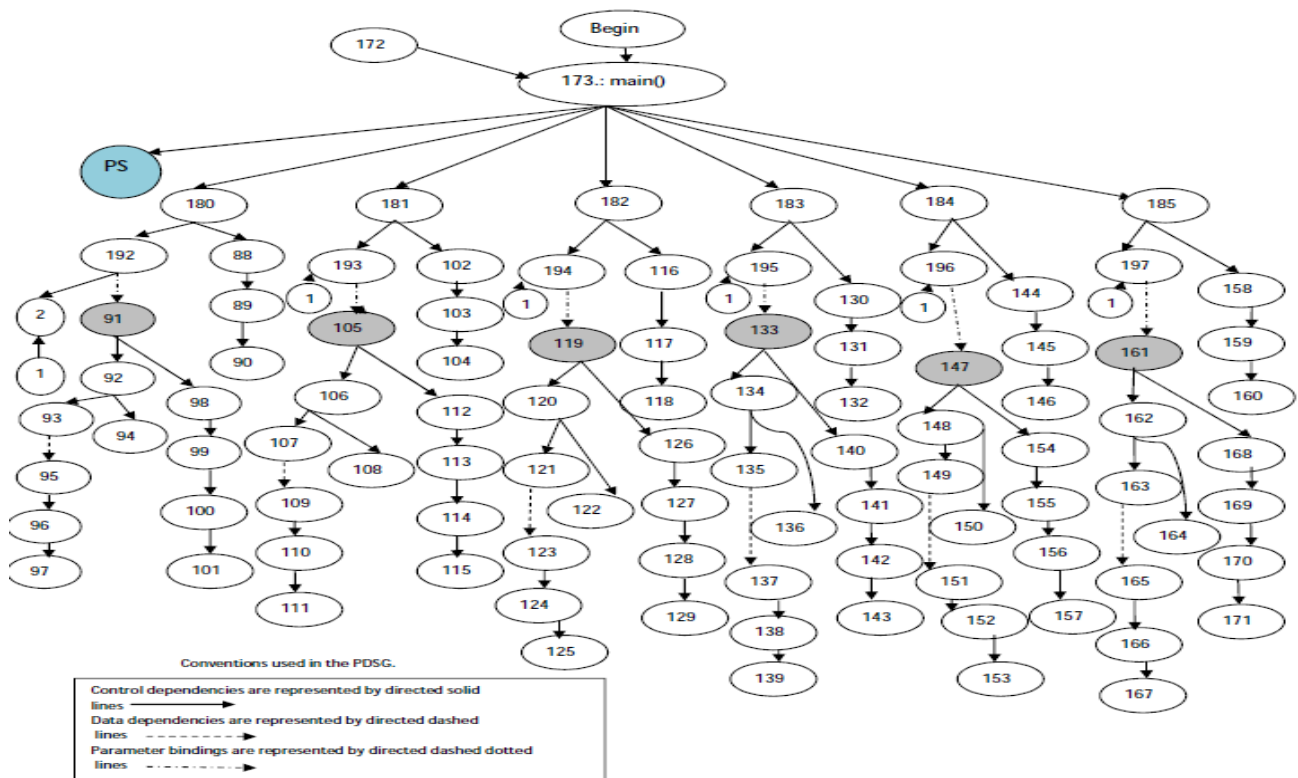 Begin
172
173.: main()
PS
180 181 182 183 184 185
192 88 193 102 194 116 195 130 196 144 197 158
2 91 89 1 105 103 1 119 117 1 133 131 1 147 145 1 161 159
1 92 90 104 118 132 146 160
93 94 98 106 112 120 126 134 140 148 154 162 168
95 99 107 108 113 121 122 127 135 136 141 149 150 155 163 164 169
96 100 109 114 123 128 137 142 151 156 165 170
97 101 110 115 124 129 138 143 152 157 166 171
111 125 139 153 167
Conventions used in the PDSG.
Control dependencies are represented by directed solid
lines
Data dependencies are represented by directed dashed
lines
Parameter bindings are represented by directed dashed dotted
lines